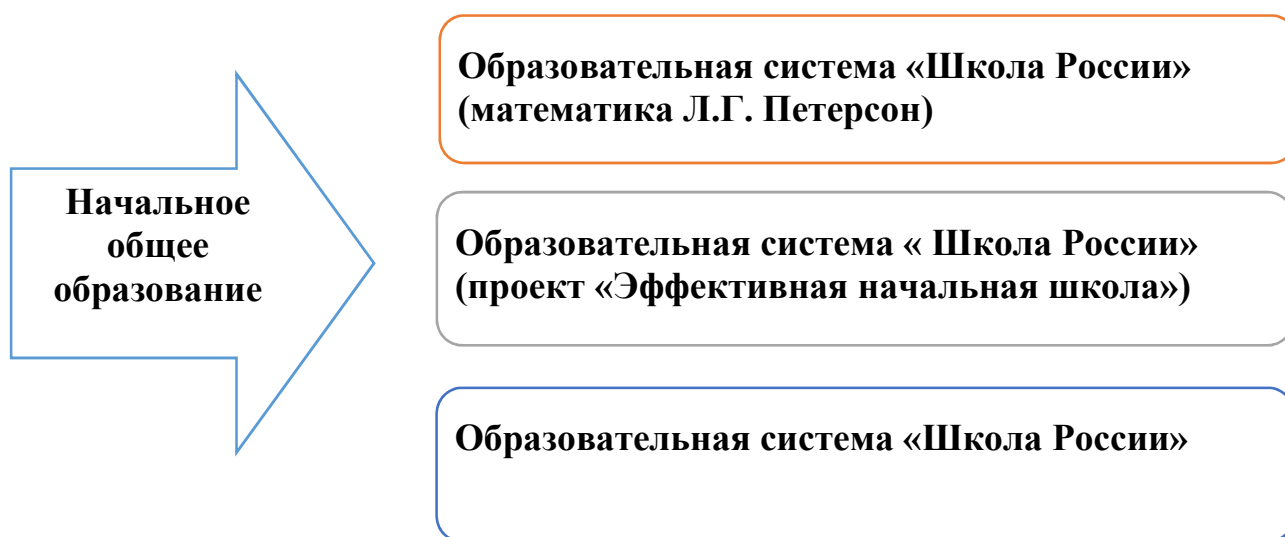 Начальное
общее
образование
Образовательная система «Школа России»
(математика Л.Г. Петерсон)
Образовательная система « Школа России»
(проект «Эффективная начальная школа»)
Образовательная система «Школа России»